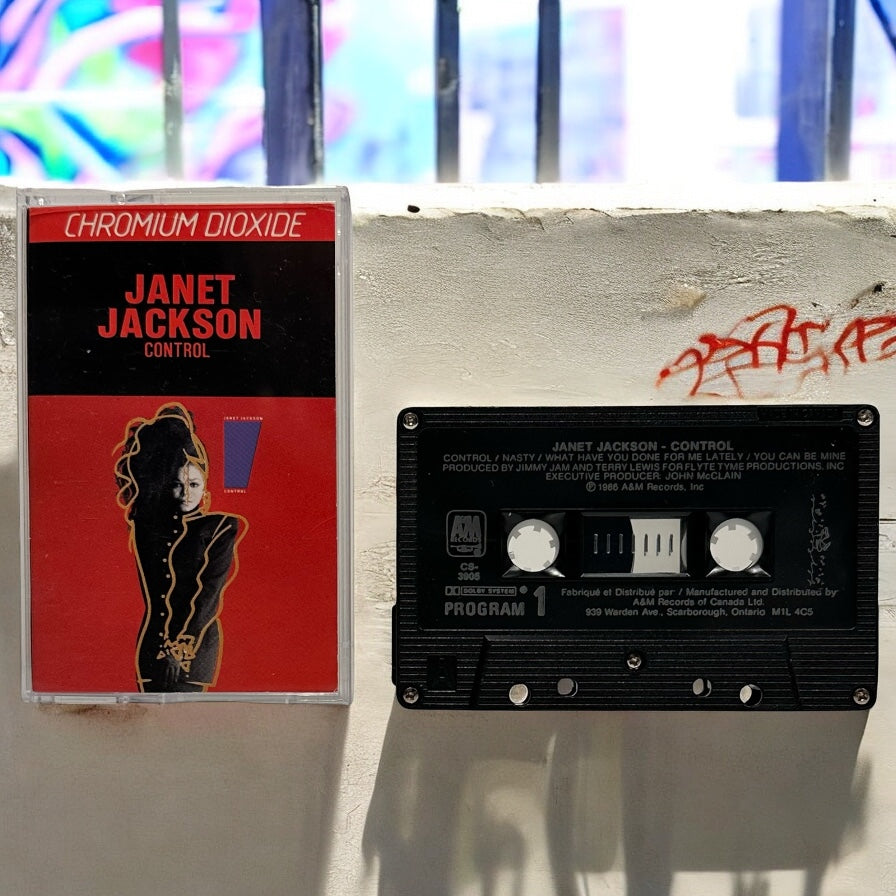 CHROMIUM DIOXIDE
JANET
JACKSON
CONTROL
JANET JACKSON
CONTROL
JANET JACKSON - CONTROL
CONTROL / NASTY / WHAT HAVE YOU DONE FOR ME LATELY / YOU CAN BE MINE
PRODUCED BY JIMMY JAM AND TERRY LEWIS FOR FLYTE TYME PRODUCTIONS, INC
EXECUTIVE PRODUCER: JOHN McCLAIN
℗ 1986 A&M Records, Inc
A&M
RECORDS
CS-
3905
DOLBY SYSTEM
PROGRAM 1
Fabriqué et Distribué par / Manufactured and Distributed by
A&M Records of Canada Ltd.
939 Warden Ave., Scarborough, Ontario M1L 4C5
A